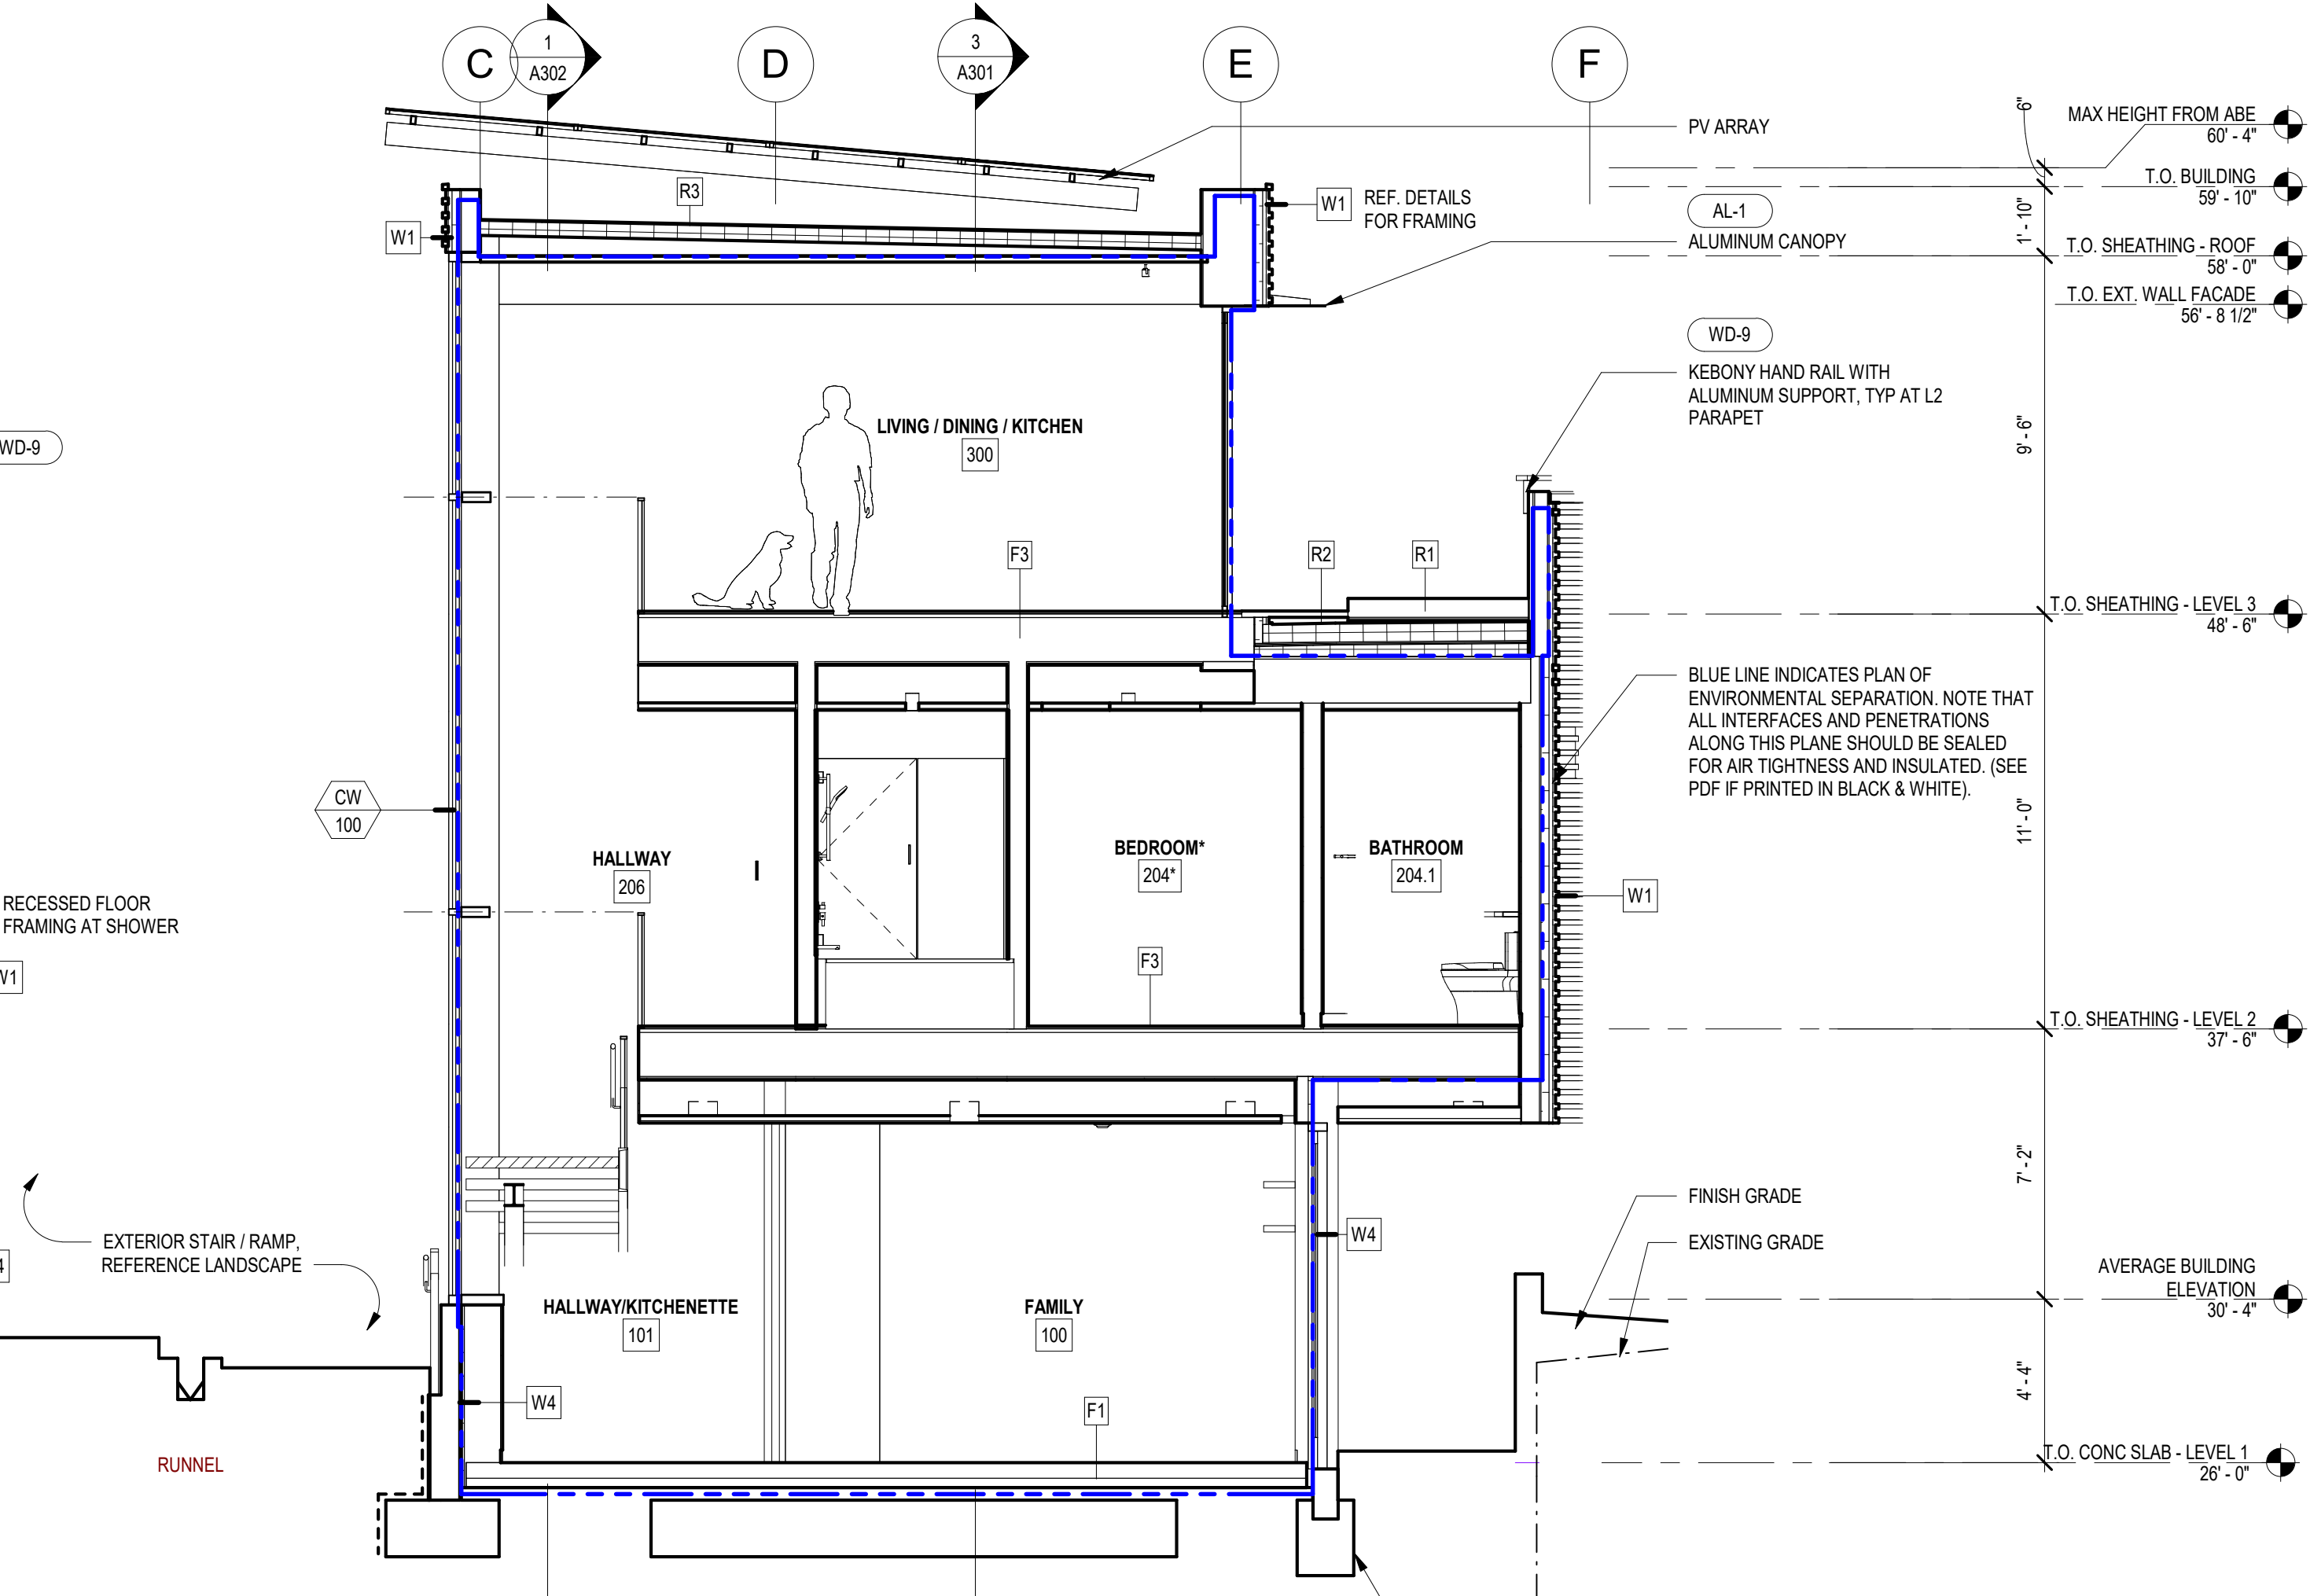 C
1
A302
D
3
A301
E
F
PV ARRAY
6"
MAX HEIGHT FROM ABE
60' - 4"
T.O. BUILDING
59' - 10"
R3
W1
W1
REF. DETAILS
FOR FRAMING
AL-1
ALUMINUM CANOPY
1' - 10"
T.O. SHEATHING - ROOF
58' - 0"
T.O. EXT. WALL FACADE
56' - 8 1/2"
WD-9
KEBONY HAND RAIL WITH
ALUMINUM SUPPORT, TYP AT L2
PARAPET
WD-9
LIVING / DINING / KITCHEN
300
9' - 6"
F3
R2
R1
T.O. SHEATHING - LEVEL 3
48' - 6"
BLUE LINE INDICATES PLAN OF
ENVIRONMENTAL SEPARATION. NOTE THAT
ALL INTERFACES AND PENETRATIONS
ALONG THIS PLANE SHOULD BE SEALED
FOR AIR TIGHTNESS AND INSULATED. (SEE
PDF IF PRINTED IN BLACK & WHITE).
CW
100
11' - 0"
HALLWAY
206
BEDROOM*
204*
BATHROOM
204.1
W1
RECESSED FLOOR
FRAMING AT SHOWER
W1
F3
T.O. SHEATHING - LEVEL 2
37' - 6"
7' - 2"
FINISH GRADE
EXISTING GRADE
EXTERIOR STAIR / RAMP,
REFERENCE LANDSCAPE
4
W4
AVERAGE BUILDING
ELEVATION
30' - 4"
HALLWAY/KITCHENETTE
101
FAMILY
100
4' - 4"
W4
F1
RUNNEL
T.O. CONC SLAB - LEVEL 1
26' - 0"